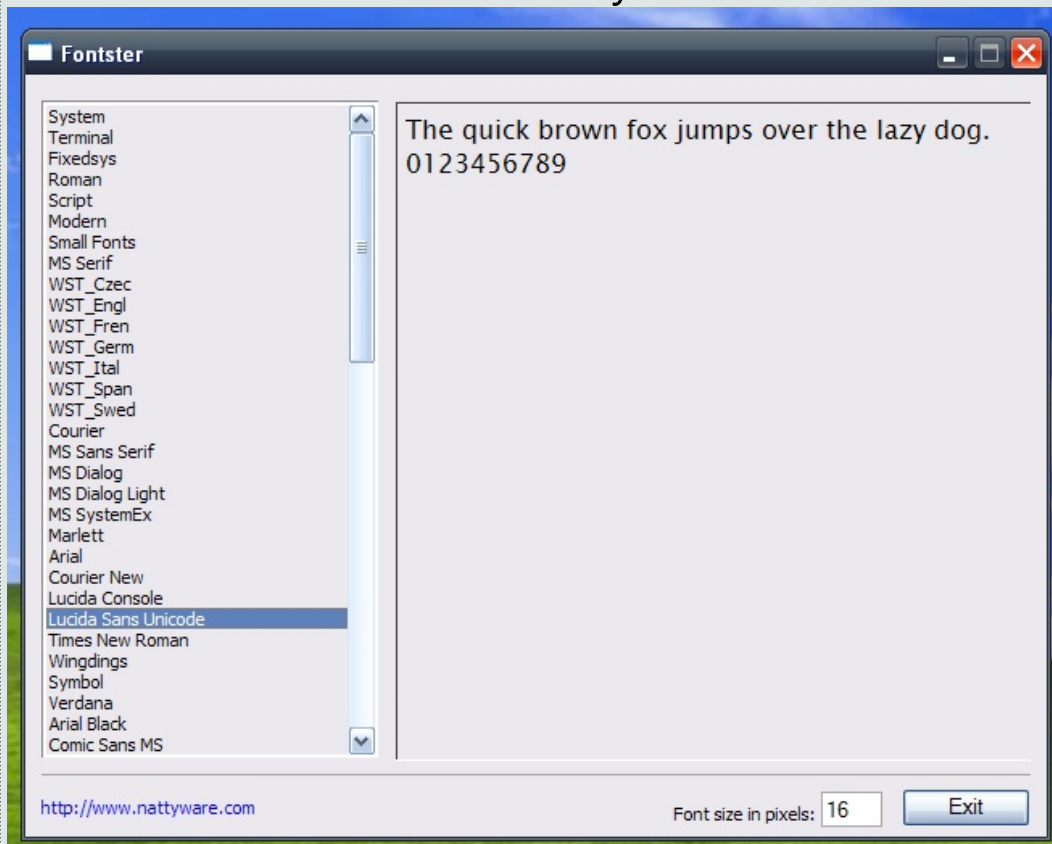 Fontster
System
Terminal
Fixedsys
Roman
Script
Modern
Small Fonts
MS Serif
WST_Czec
WST_Engl
WST_Fren
WST_Germ
WST_Ital
WST_Span
WST_Swed
Courier
MS Sans Serif
MS Dialog
MS Dialog Light
MS SystemEx
Marlett
Arial
Courier New
Lucida Console
Lucida Sans Unicode
Times New Roman
Wingdings
Symbol
Verdana
Arial Black
Comic Sans MS
The quick brown fox jumps over the lazy dog.
0123456789
http://www.nattyware.com
Font size in pixels: 16
Exit